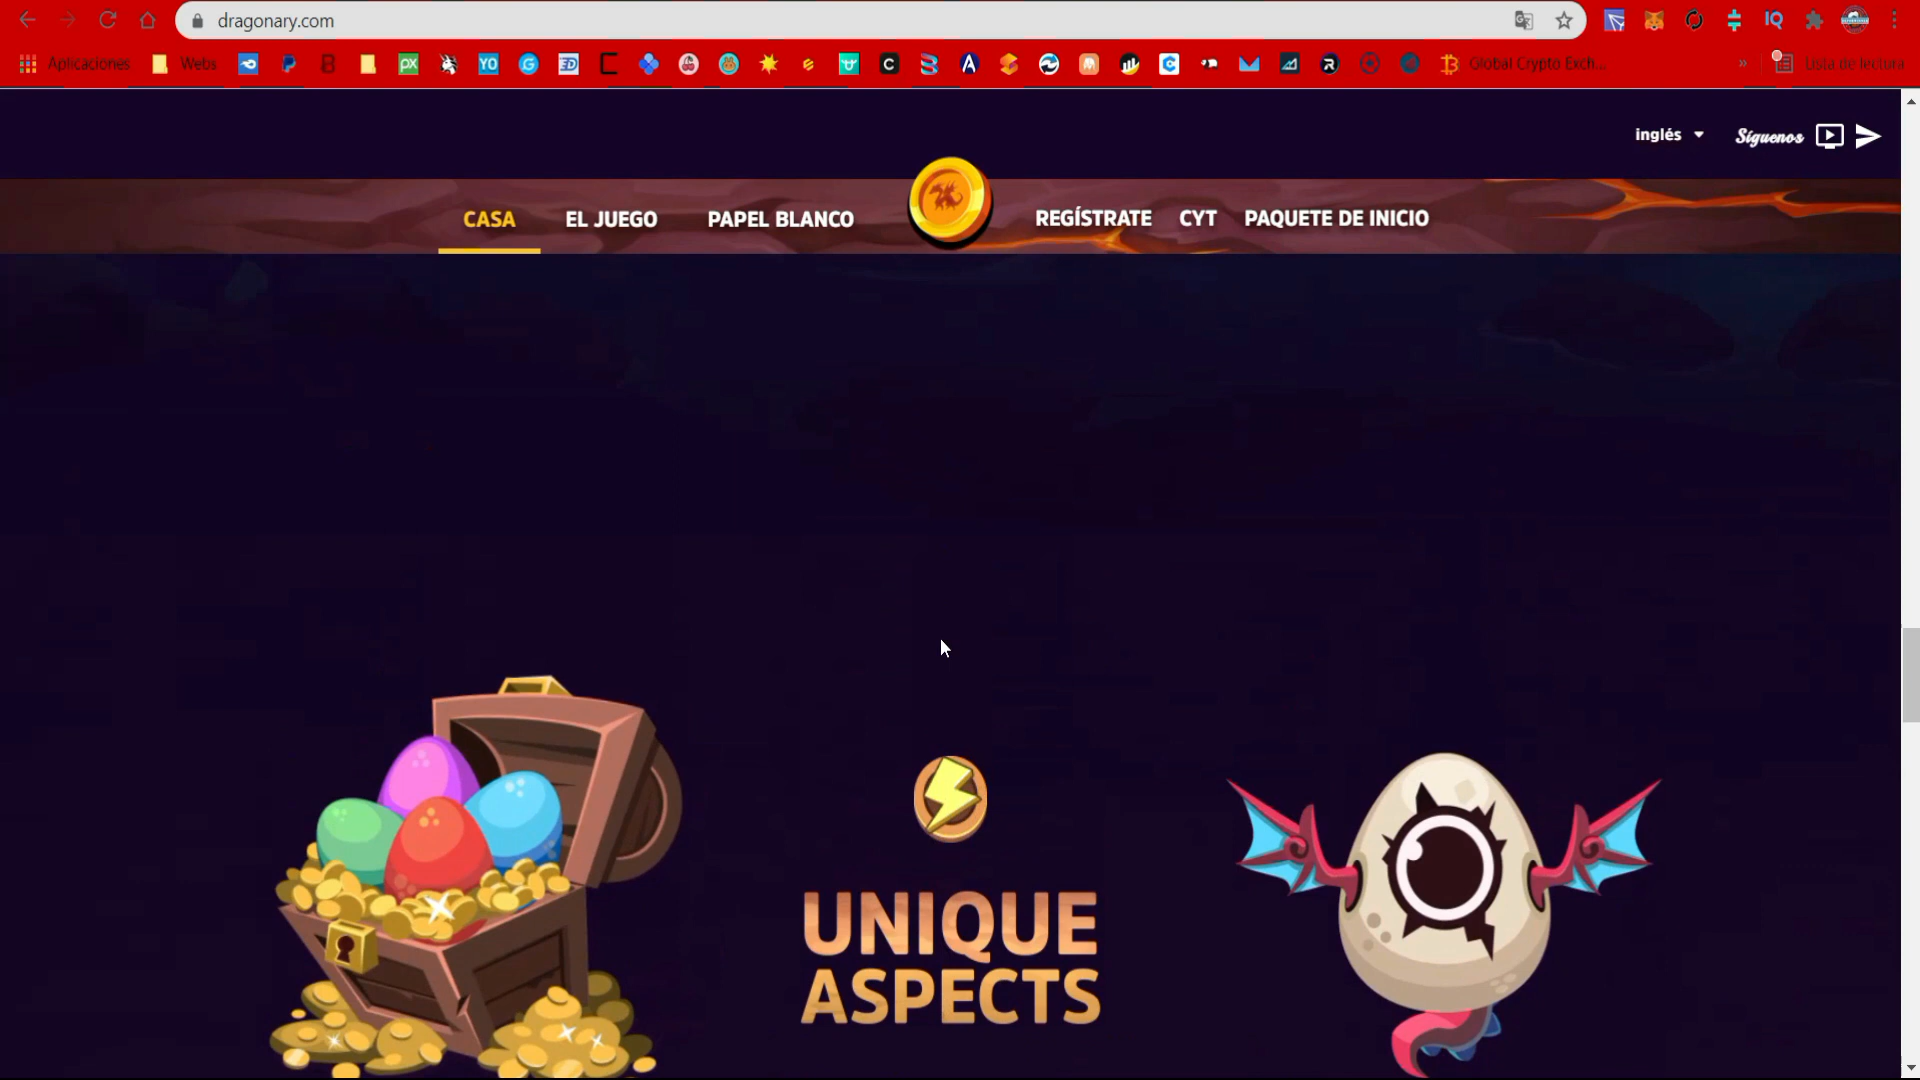 dragonary.com
Aplicaciones Webs Global Crypto Exch... » Lista de lectura
inglés Síguenos
CASA EL JUEGO PAPEL BLANCO REGÍSTRATE CYT PAQUETE DE INICIO
UNIQUE
ASPECTS